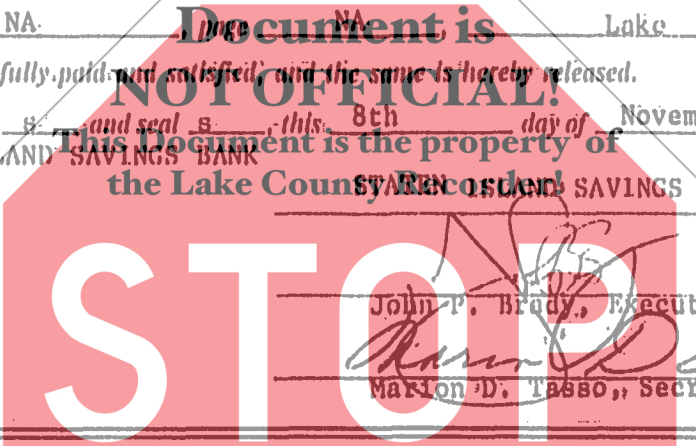 NA , page NA , Lake
Document is
fully paid and satisfied, and the same is hereby released.
NOT OFFICIAL!
s and seal s , this 8th day of Novem
This Document is the property of
AND SAVINGS BANK
the Lake County Recorder!
STATEN ISLAND SAVINGS
STOP
John P. Brady, Execut
Marion D. Tasso, Secr